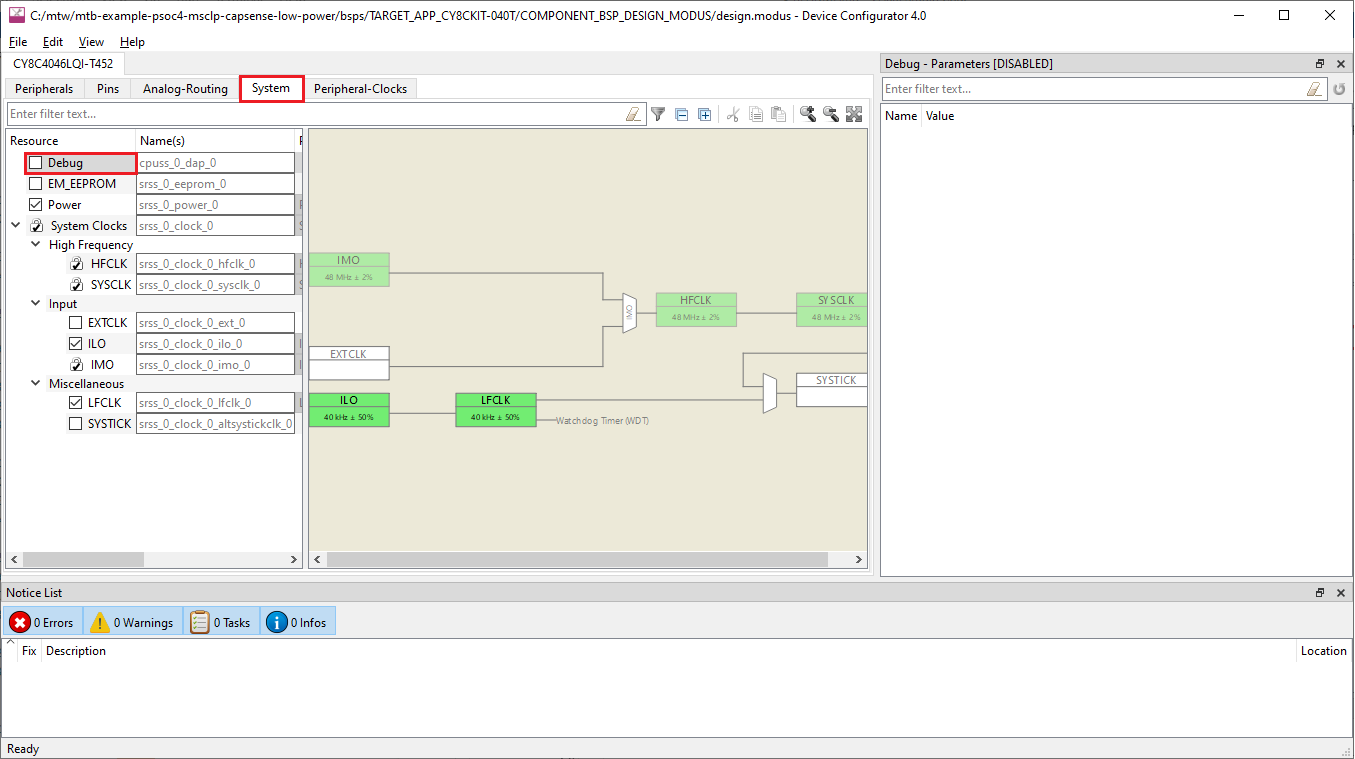 C:/mtw/mtb-example-psoc4-msclp-capsense-low-power/bsps/TARGET_APP_CY8CKIT-040T/COMPONENT_BSP_DESIGN_MODUS/design.modus - Device Configurator 4.0
File Edit View Help
CY8C4046LQI-T452
Peripherals Pins Analog-Routing System Peripheral-Clocks
Enter filter text...
Resource Name(s)
Debug cpuss_0_dap_0
EM_EEPROM srss_0_eeprom_0
Power srss_0_power_0
System Clocks srss_0_clock_0
High Frequency
HFCLK srss_0_clock_0_hfclk_0
SYSCLK srss_0_clock_0_sysclk_0
Input
EXTCLK srss_0_clock_0_ext_0
ILO srss_0_clock_0_ilo_0
IMO srss_0_clock_0_imo_0
Miscellaneous
LFCLK srss_0_clock_0_lfclk_0
SYSTICK srss_0_clock_0_altsystickclk_0
IMO
48 MHz ± 2%
IMO
HFCLK
48 MHz ± 2%
SYSCLK
48 MHz ± 2%
EXTCLK
SYSTICK
ILO
40 kHz ± 50%
LFCLK
40 kHz ± 50%
Watchdog Timer (WDT)
Debug - Parameters [DISABLED]
Enter filter text...
Name Value
Notice List
0 Errors 0 Warnings 0 Tasks 0 Infos
Fix Description Location
Ready